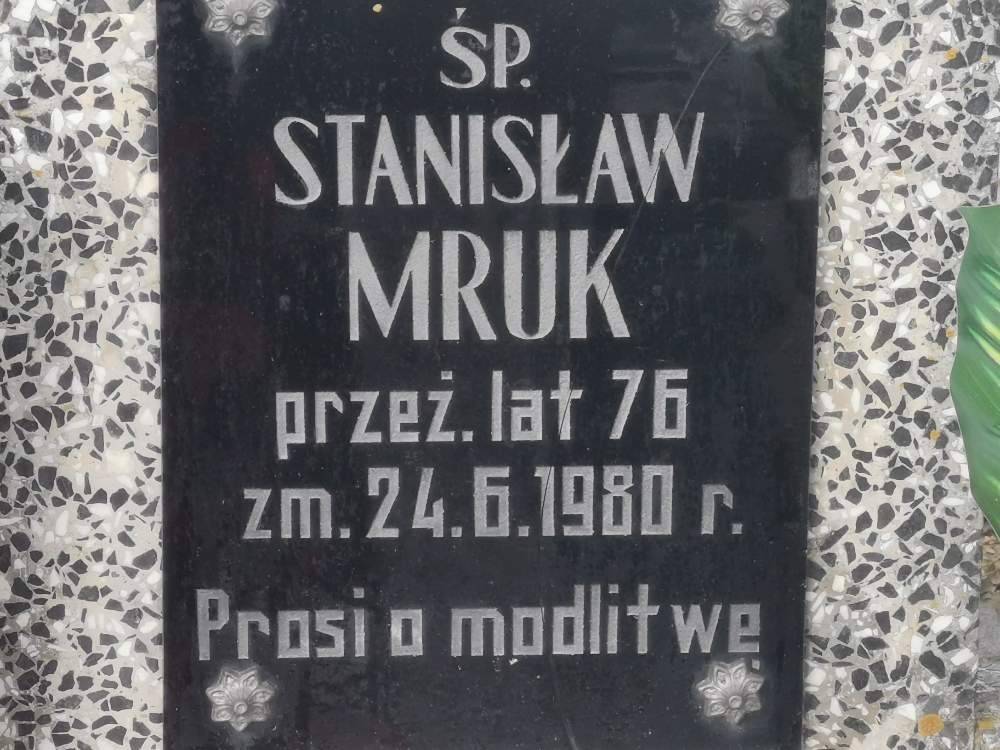 ŚP.
STANISŁAW
MRUK
przeż. lat 76
zm. 24.6.1980 r.
Prosi o modlitwę